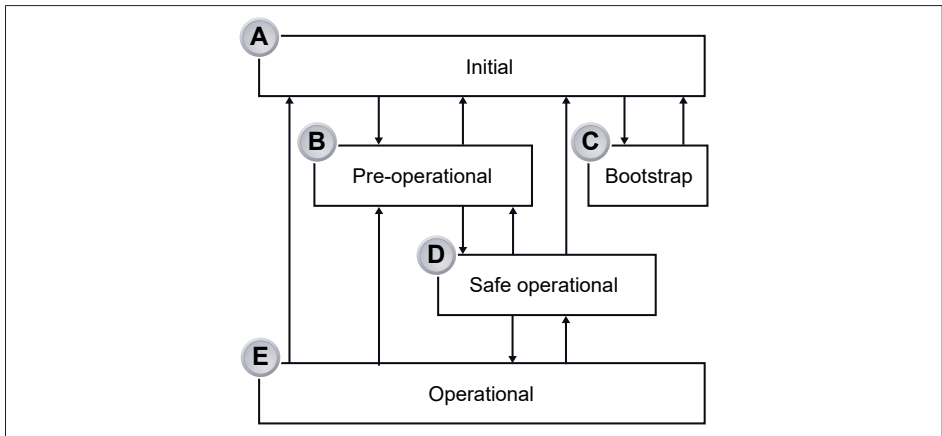 A
Initial
B
Pre-operational
C
Bootstrap
D
Safe operational
E
Operational